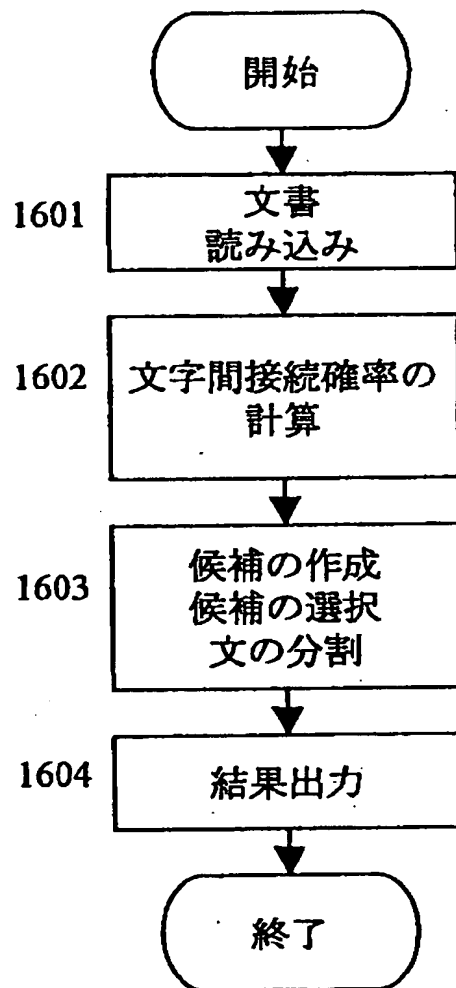 開始
1601
文書
読み込み
1602
文字間接続確率の
計算
1603
候補の作成
候補の選択
文の分割
1604
結果出力
終了